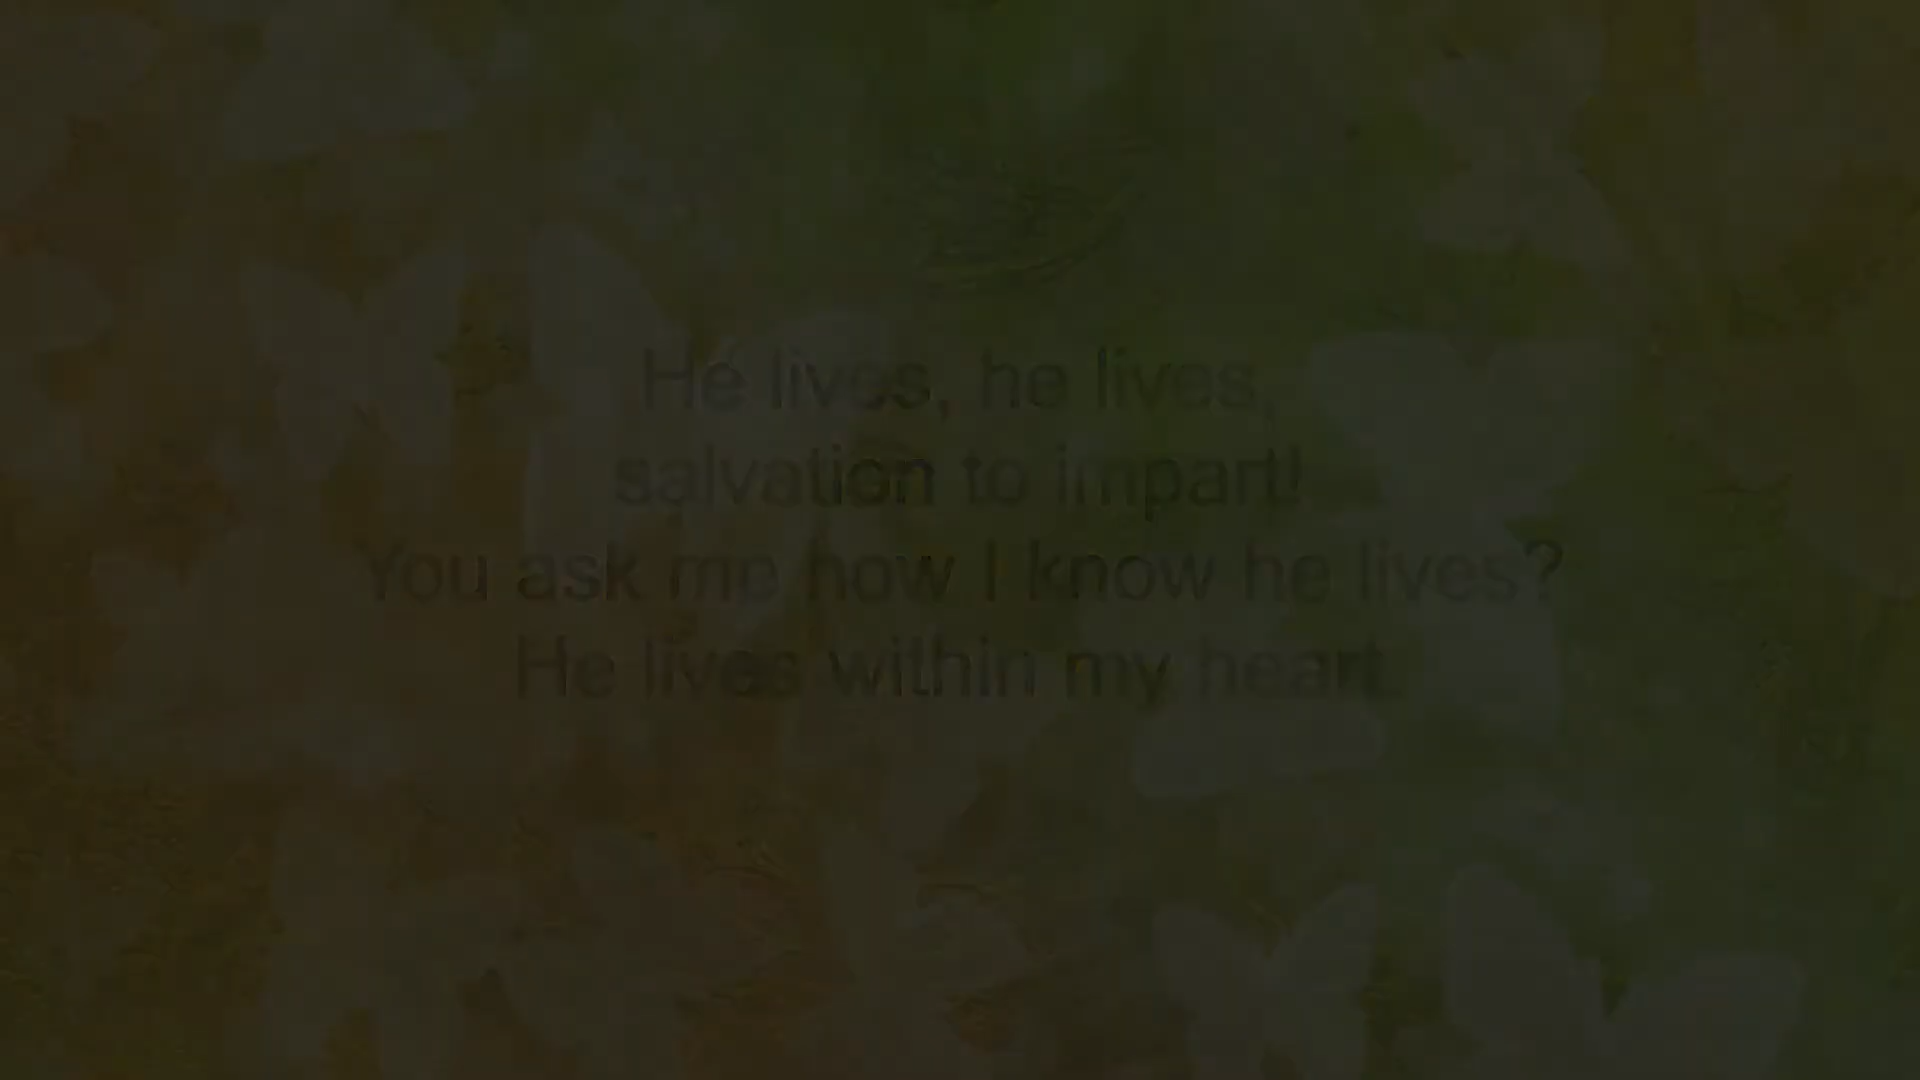 He lives, he lives,
salvation to impart!
You ask me how I know he lives?
He lives within my heart.